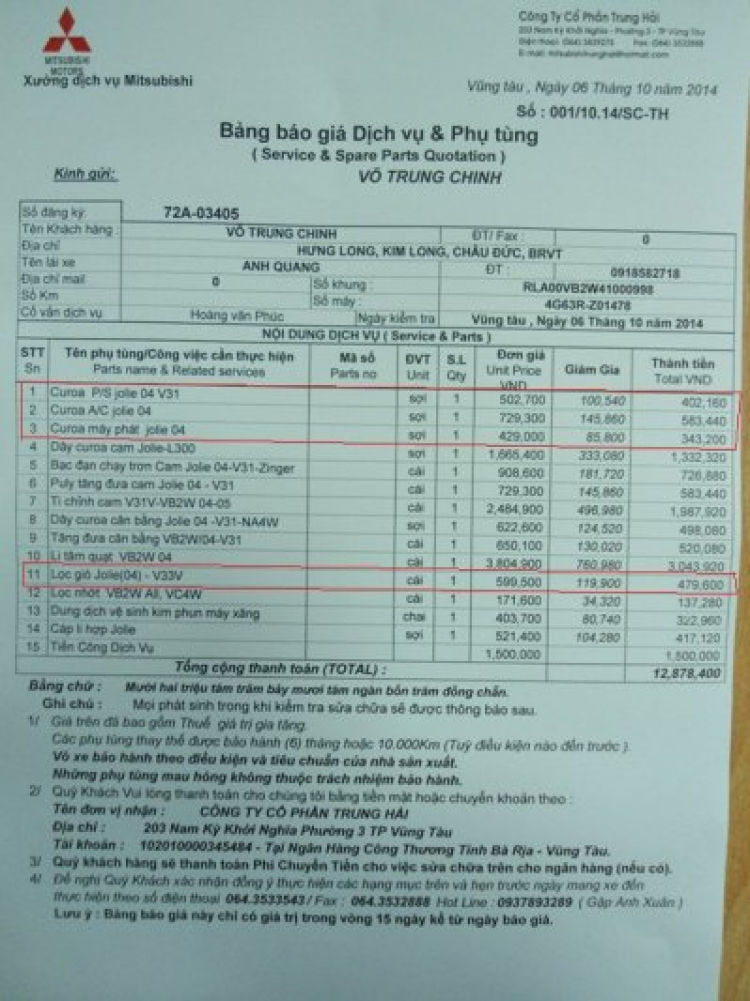 Công Ty Cổ Phần Trung Hải
203 Nam Kỳ Khởi Nghĩa - Phường 3 - TP Vũng Tàu
MITSUBISHI
MOTORS
Xưởng dịch vụ Mitsubishi
Vũng tàu , Ngày 06 Tháng 10 năm 2014
Số : 001/10.14/SC-TH
Bảng báo giá Dịch vụ & Phụ tùng
( Service & Spare Parts Quotation )
Kính gửi: VÕ TRUNG CHINH
Số đăng ký: 72A-03405
Tên Khách hàng : VÕ TRUNG CHINH ĐT/ Fax : 0
Địa chỉ HƯNG LONG, KIM LONG, CHÂU ĐỨC, BRVT
Tên lái xe ANH QUANG ĐT : 0918582718
Địa chỉ mail 0 Số khung : RLA00VB2W41000998
Số Km Số máy : 4G63R-Z01478
Cố vấn dịch vụ Hoàng văn Phúc Ngày kiểm tra Vũng tàu, Ngày 06 Tháng 10 năm 2014
NỘI DUNG DỊCH VỤ ( Service & Parts )
STT Tên phụ tùng/Công việc cần thực hiện Mã số ĐVT S.L Đơn giá Giảm Gia Thành tiền
Sn Parts name & Related services Parts no Unit Qty Unit Price VND Total VND
1 Curoa P/S jolie 04 V31 sợi 1 502,700 100,540 402,160
2 Curoa A/C jolie 04 sợi 1 729,300 145,860 583,440
3 Curoa máy phát jolie 04 sợi 1 429,000 85,800 343,200
4 Dây curoa cam Jolie-L300 sợi 1 1,665,400 333,080 1,332,320
5 Bạc đạn chạy trơn Cam Jolie 04-V31-Zinger cái 1 908,600 181,720 726,880
6 Puly tăng đưa cam Jolie 04 - V31 cái 1 729,300 145,860 583,440
7 Ti chỉnh cam V31V-VB2W 04-05 cái 1 2,484,900 496,980 1,987,920
8 Dây curoa cân bằng Jolie 04 -V31-NA4W sợi 1 622,600 124,520 498,080
9 Tăng đưa cân bằng VB2W/04-V31 cái 1 650,100 130,020 520,080
10 Li tâm quạt VB2W 04 cái 1 3,804,900 760,980 3,043,920
11 Lọc gió Jolie(04) - V33V cái 1 599,500 119,900 479,600
12 Lọc nhớt VB2W All, VC4W cái 1 171,600 34,320 137,280
13 Dung dịch vệ sinh kim phun máy xăng chai 1 403,700 80,740 322,960
14 Cáp li hợp Jolie sợi 1 521,400 104,280 417,120
15 Tiền Công Dịch Vụ 1,500,000 1,500,000
Tổng cộng thanh toán (TOTAL) : 12,878,400
Bằng chữ : Mười hai triệu tám trăm bảy mươi tám ngàn bốn trăm đồng chẵn.
Ghi chú : Mọi phát sinh trong khi kiểm tra sửa chữa sẽ được thông báo sau.
1/ Giá trên đã bao gồm Thuế giá trị gia tăng.
Các phụ tùng thay thế được bảo hành (6) tháng hoặc 10.000Km (Tuỳ điều kiện nào đến trước ).
Vỏ xe bảo hành theo điều kiện và tiêu chuẩn của nhà sản xuất.
Những phụ tùng mau hỏng không thuộc trách nhiệm bảo hành.
2/ Quý Khách Vui lòng thanh toán cho chúng tôi bằng tiền mặt hoặc chuyển khoản theo :
Tên đơn vị nhận : CÔNG TY CỔ PHẦN TRUNG HẢI
Địa chỉ : 203 Nam Kỳ Khởi Nghĩa Phường 3 TP Vũng Tàu
Tài khoản : 102010000345484 - Tại Ngân Hàng Công Thương Tỉnh Bà Rịa - Vũng Tàu.
3/ Quý khách hàng sẽ thanh toán Phí Chuyển Tiền cho việc sửa chữa trên cho ngân hàng (nếu có).
4/ Đề nghị Quý Khách xác nhận đồng ý thực hiện các hạng mục trên và hẹn trước ngày mang xe đến
thực hiện theo số điện thoại 064.3533543 / Fax : 064.3532888 Hot Line : 0937893289 ( Gặp Anh Xuân )
Lưu ý : Bảng báo giá này chỉ có giá trị trong vòng 15 ngày kể từ ngày báo giá.